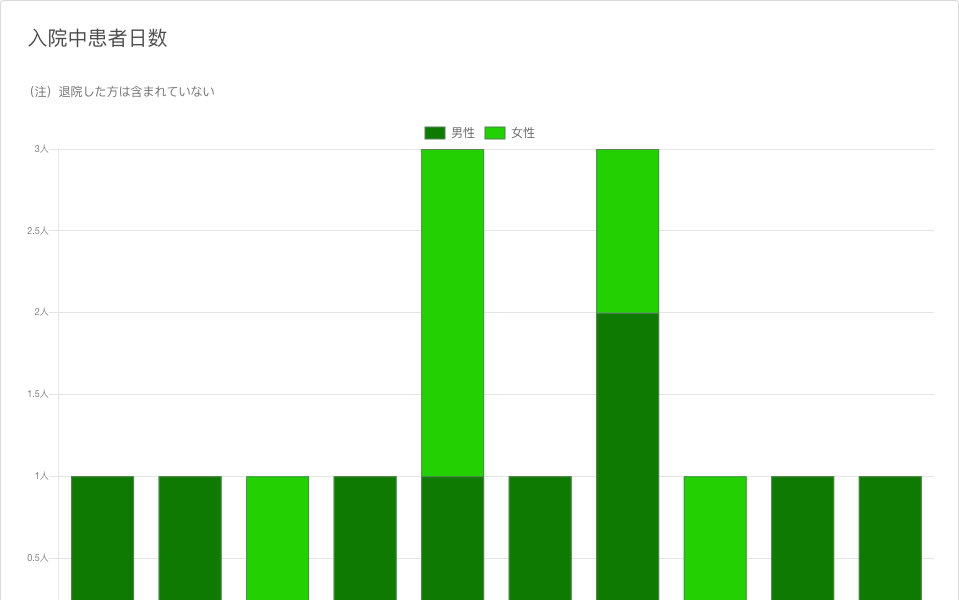 入院中患者日数
（注）退院した方は含まれていない
男性 女性
3人
2.5人
2人
1.5人
1人
0.5人